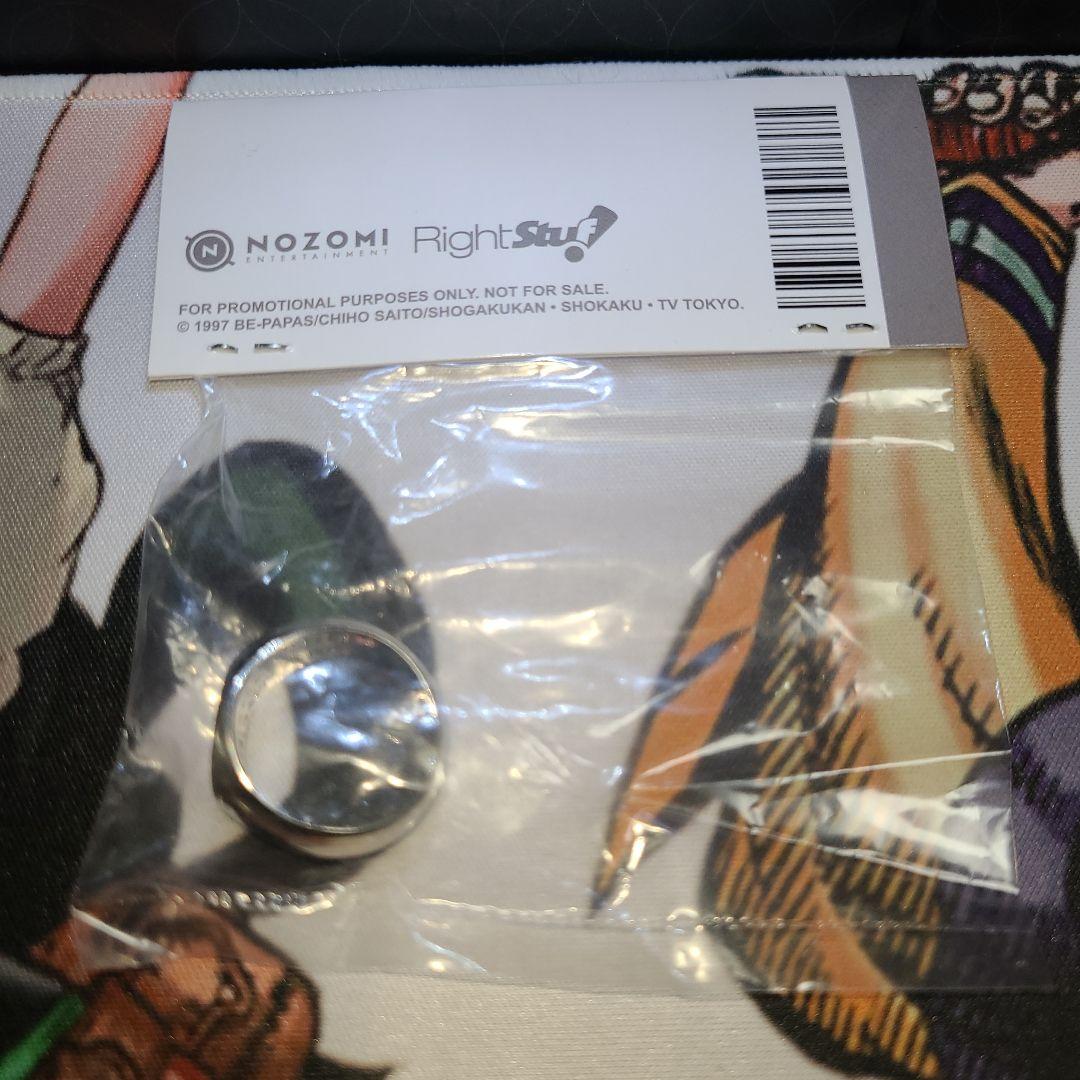 N NOZOMI RightStuf!
ENTERTAINMENT
FOR PROMOTIONAL PURPOSES ONLY. NOT FOR SALE.
© 1997 BE-PAPAS/CHIHO SAITO/SHOGAKUKAN • SHOKAKU • TV TOKYO.